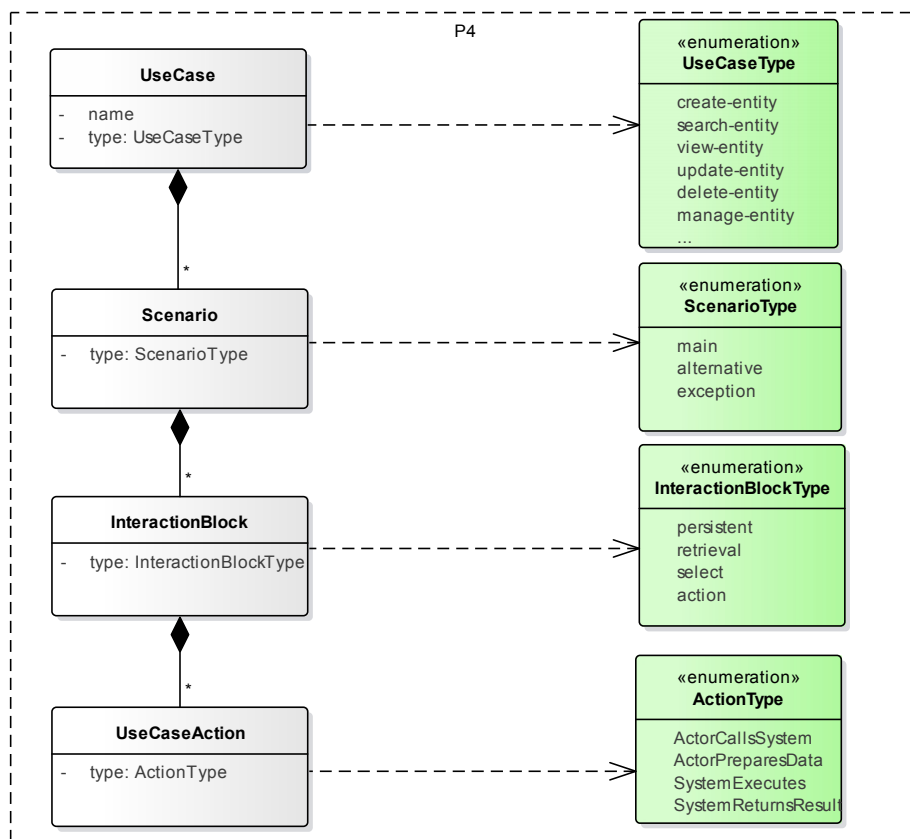 P4
UseCase
- name
- type: UseCaseType
«enumeration»
UseCaseType
create-entity
search-entity
view-entity
update-entity
delete-entity
manage-entity
...
*
Scenario
- type: ScenarioType
«enumeration»
ScenarioType
main
alternative
exception
*
InteractionBlock
- type: InteractionBlockType
«enumeration»
InteractionBlockType
persistent
retrieval
select
action
*
UseCaseAction
- type: ActionType
«enumeration»
ActionType
ActorCallsSystem
ActorPreparesData
SystemExecutes
SystemReturnsResult